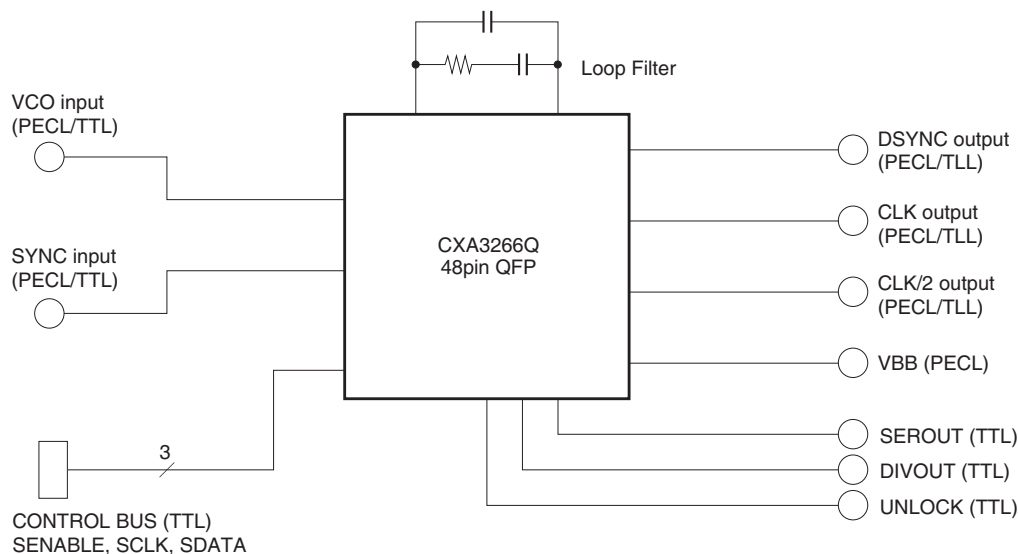 Loop Filter
VCO input
(PECL/TTL)
SYNC input
(PECL/TTL)
3
CONTROL BUS (TTL)
SENABLE, SCLK, SDATA
CXA3266Q
48pin QFP
DSYNC output
(PECL/TLL)
CLK output
(PECL/TLL)
CLK/2 output
(PECL/TLL)
VBB (PECL)
SEROUT (TTL)
DIVOUT (TTL)
UNLOCK (TTL)